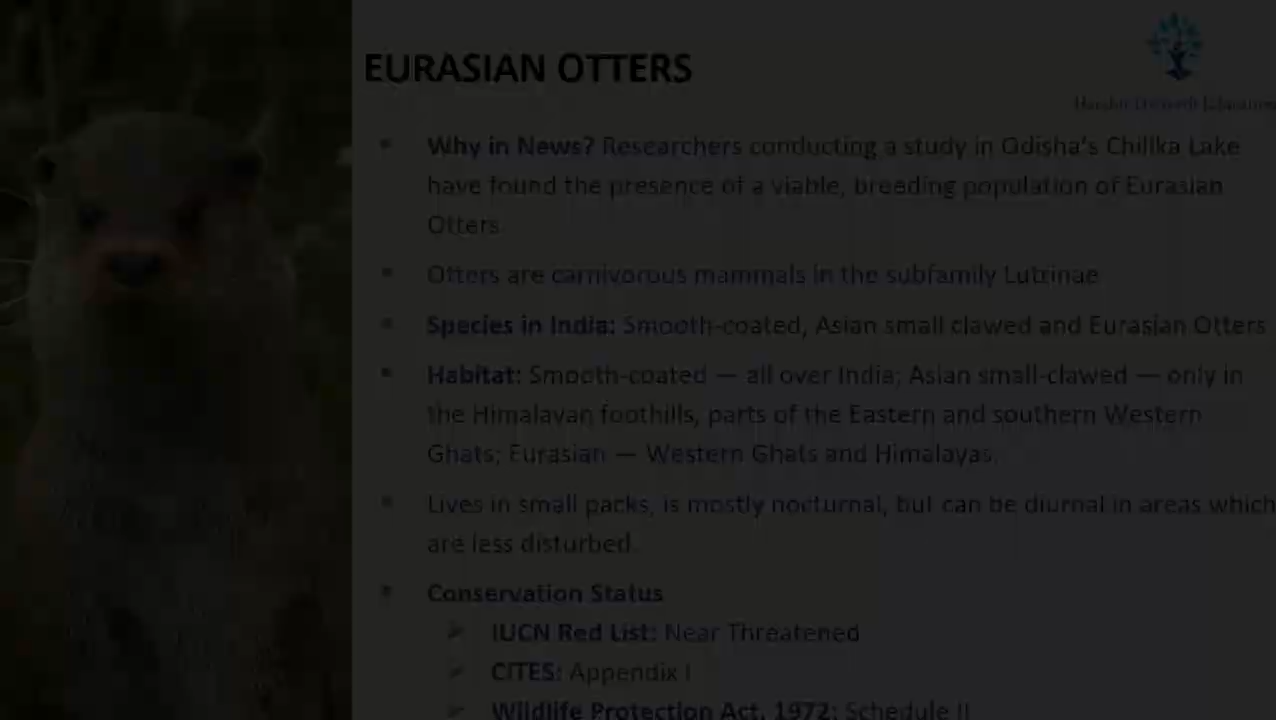 EURASIAN OTTERS
Why in News? Researchers conducting a study in Odisha's Chilika Lake
have found the presence of a viable, breeding population of Eurasian
Otters.
Otters are carnivorous mammals in the subfamily Lutrinae
Species in India: Smooth-coated, Asian small clawed and Eurasian Otters
Habitat: Smooth-coated — all over India; Asian small-clawed — only in
the Himalayan foothills, parts of the Eastern and southern Western
Ghats; Eurasian — Western Ghats and Himalayas.
Lives in small packs, is mostly nocturnal, but can be diurnal in areas which
are less disturbed.
Conservation Status
IUCN Red List: Near Threatened
CITES: Appendix I
Wildlife Protection Act, 1972: Schedule II